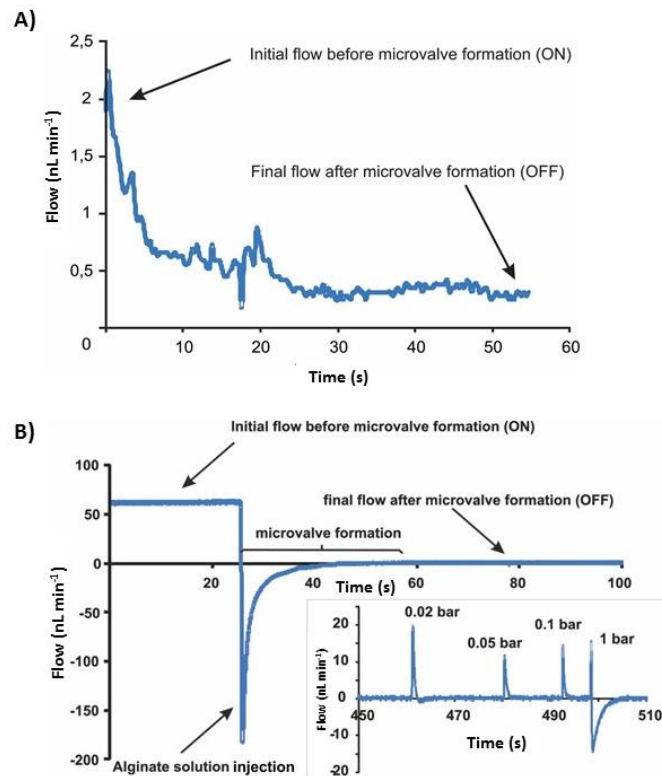 A)
Initial flow before microvalve formation (ON)
Final flow after microvalve formation (OFF)
Flow (nL min⁻¹)
2,5
2
1,5
1
0,5
0
10
20
30
40
50
60
Time (s)
B)
Initial flow before microvalve formation (ON)
final flow after microvalve formation (OFF)
microvalve formation
Flow (nL min⁻¹)
100
50
0
-50
-100
-150
-200
20
40
60
80
100
Time (s)
Alginate solution injection
0.02 bar
0.05 bar
0.1 bar
1 bar
Flow (nL min⁻¹)
20
10
0
-10
-20
450
470
490
510
Time (s)